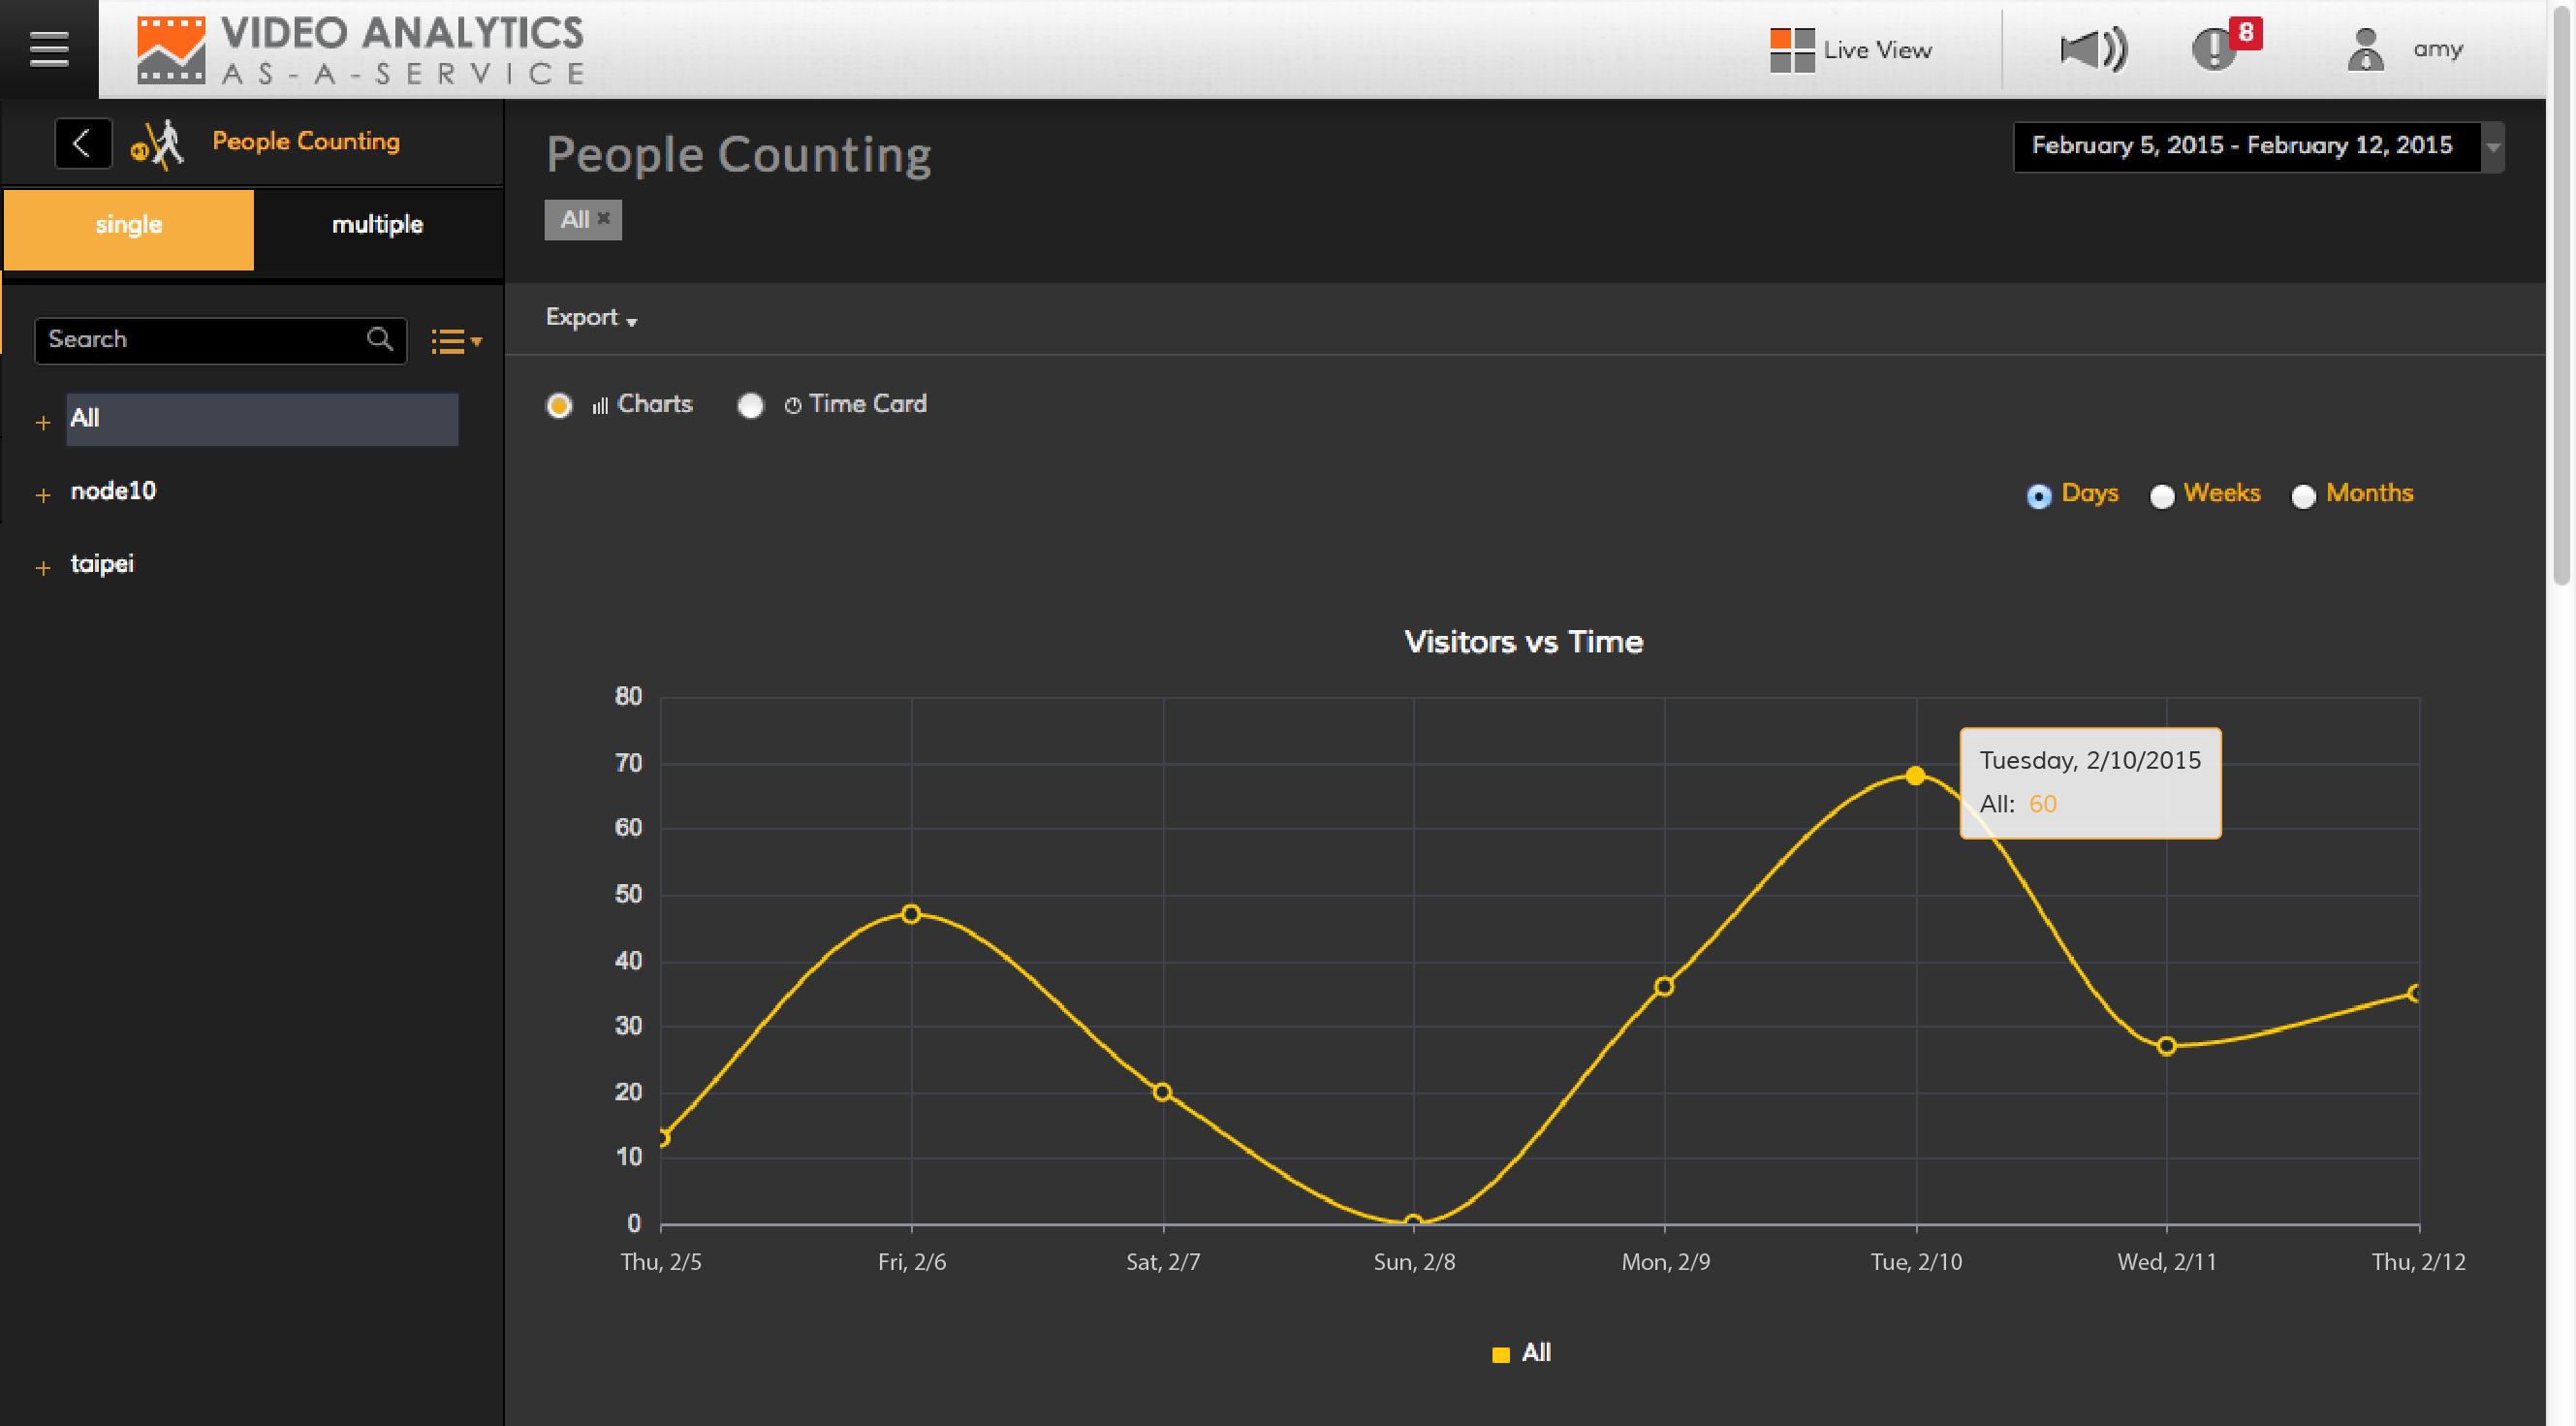 VIDEO ANALYTICS
AS-A-SERVICE
Live View
8
amy
+1
People Counting
single
multiple
Search
+ All
+ node10
+ taipei
People Counting
February 5, 2015 - February 12, 2015
All ×
Export
Charts
Time Card
Days
Weeks
Months
Visitors vs Time
80
70
60
50
40
30
20
10
0
Tuesday, 2/10/2015
All: 60
Thu, 2/5
Fri, 2/6
Sat, 2/7
Sun, 2/8
Mon, 2/9
Tue, 2/10
Wed, 2/11
Thu, 2/12
All